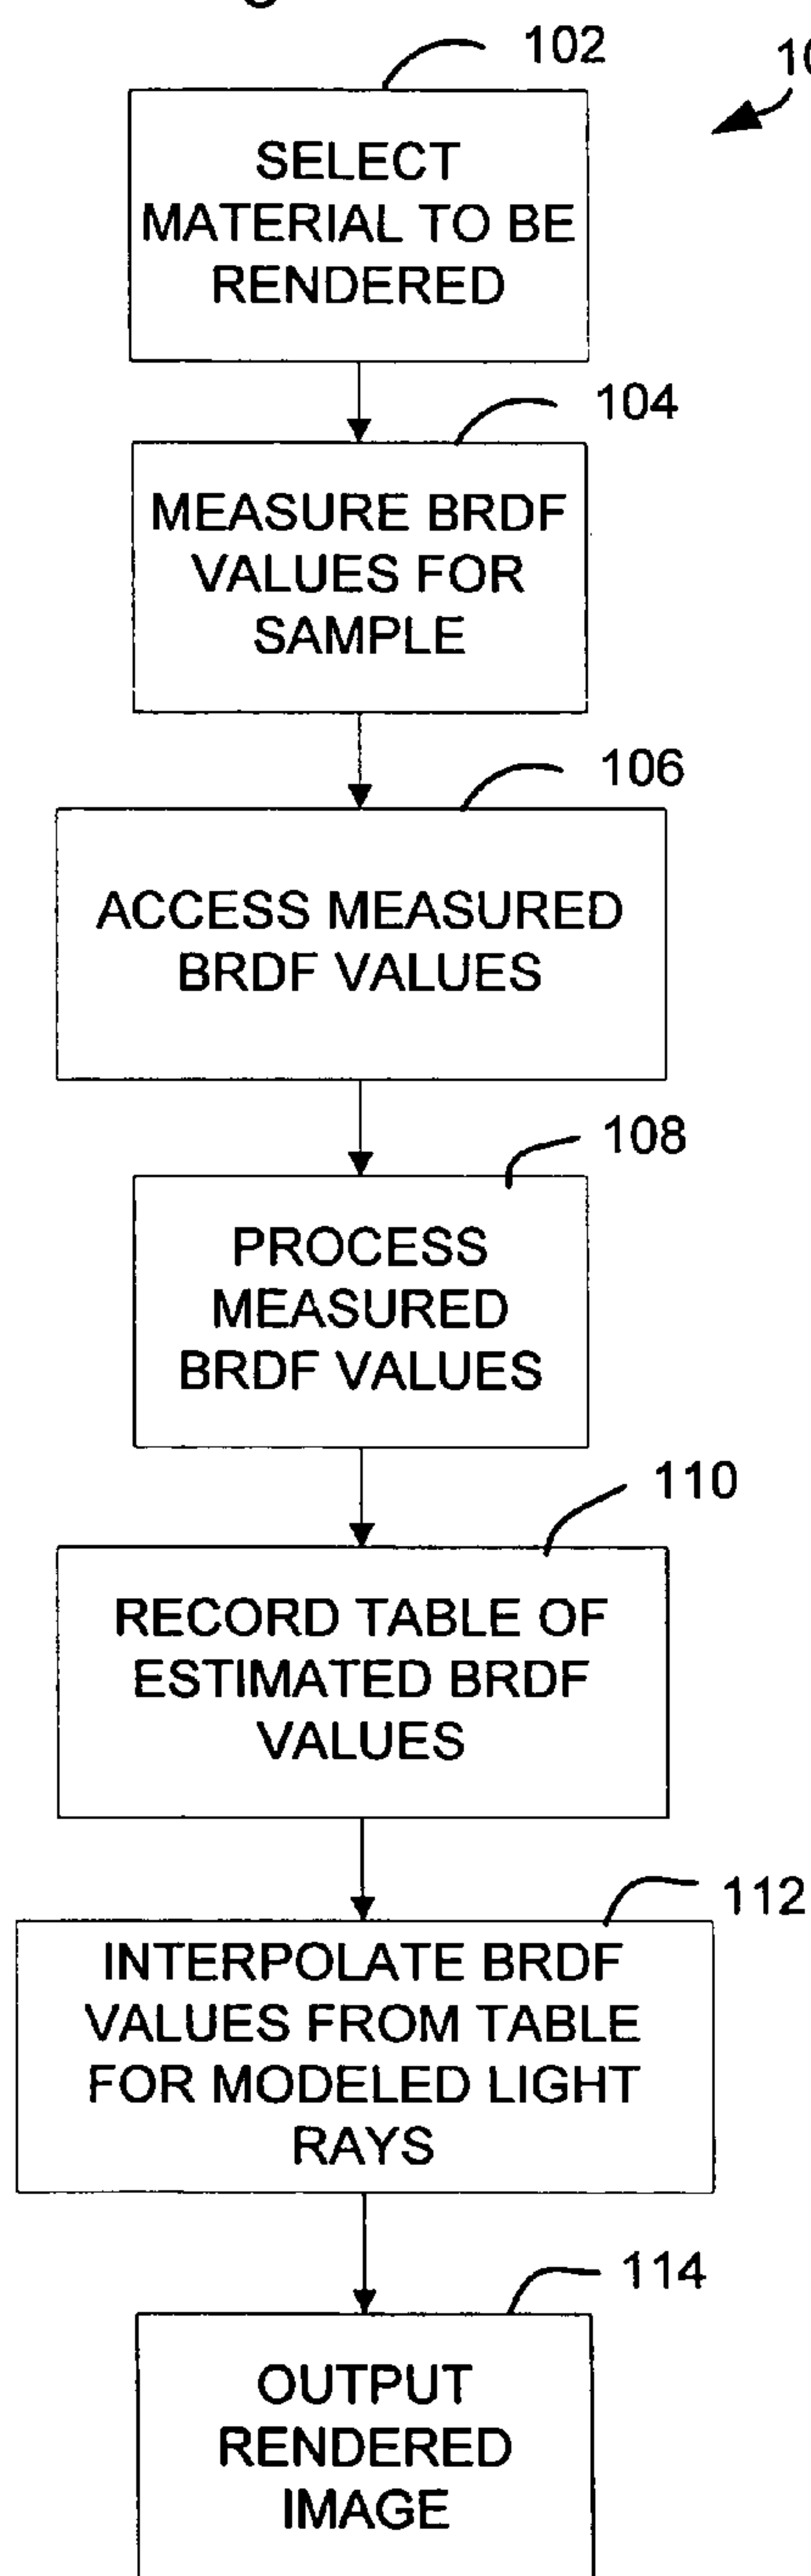 102
SELECT
MATERIAL TO BE
RENDERED
104
MEASURE BRDF
VALUES FOR
SAMPLE
106
ACCESS MEASURED
BRDF VALUES
108
PROCESS
MEASURED
BRDF VALUES
110
RECORD TABLE OF
ESTIMATED BRDF
VALUES
112
INTERPOLATE BRDF
VALUES FROM TABLE
FOR MODELED LIGHT
RAYS
114
OUTPUT
RENDERED
IMAGE